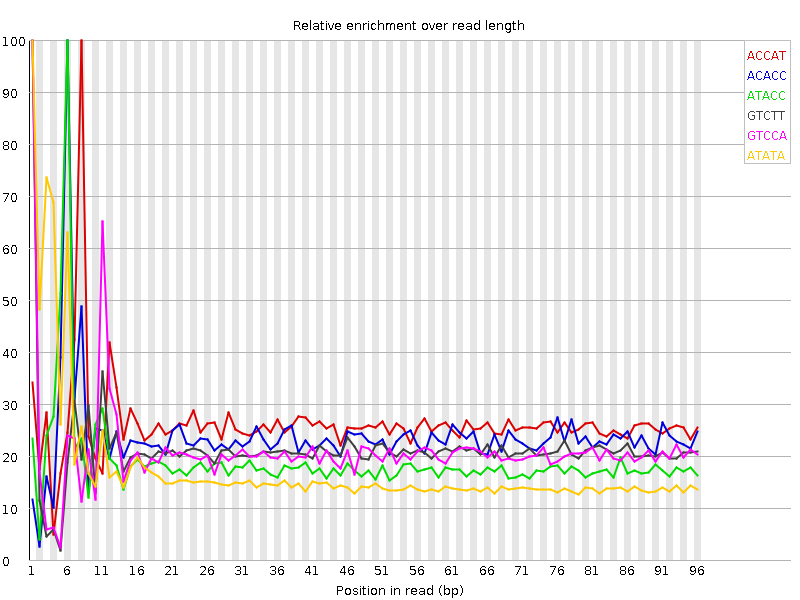 Relative enrichment over read length
100
90
80
70
60
50
40
30
20
10
0
ACCAT
ACACC
ATACC
GTCTT
GTCCA
ATATA
1 6 11 16 21 26 31 36 41 46 51 56 61 66 71 76 81 86 91 96
Position in read (bp)